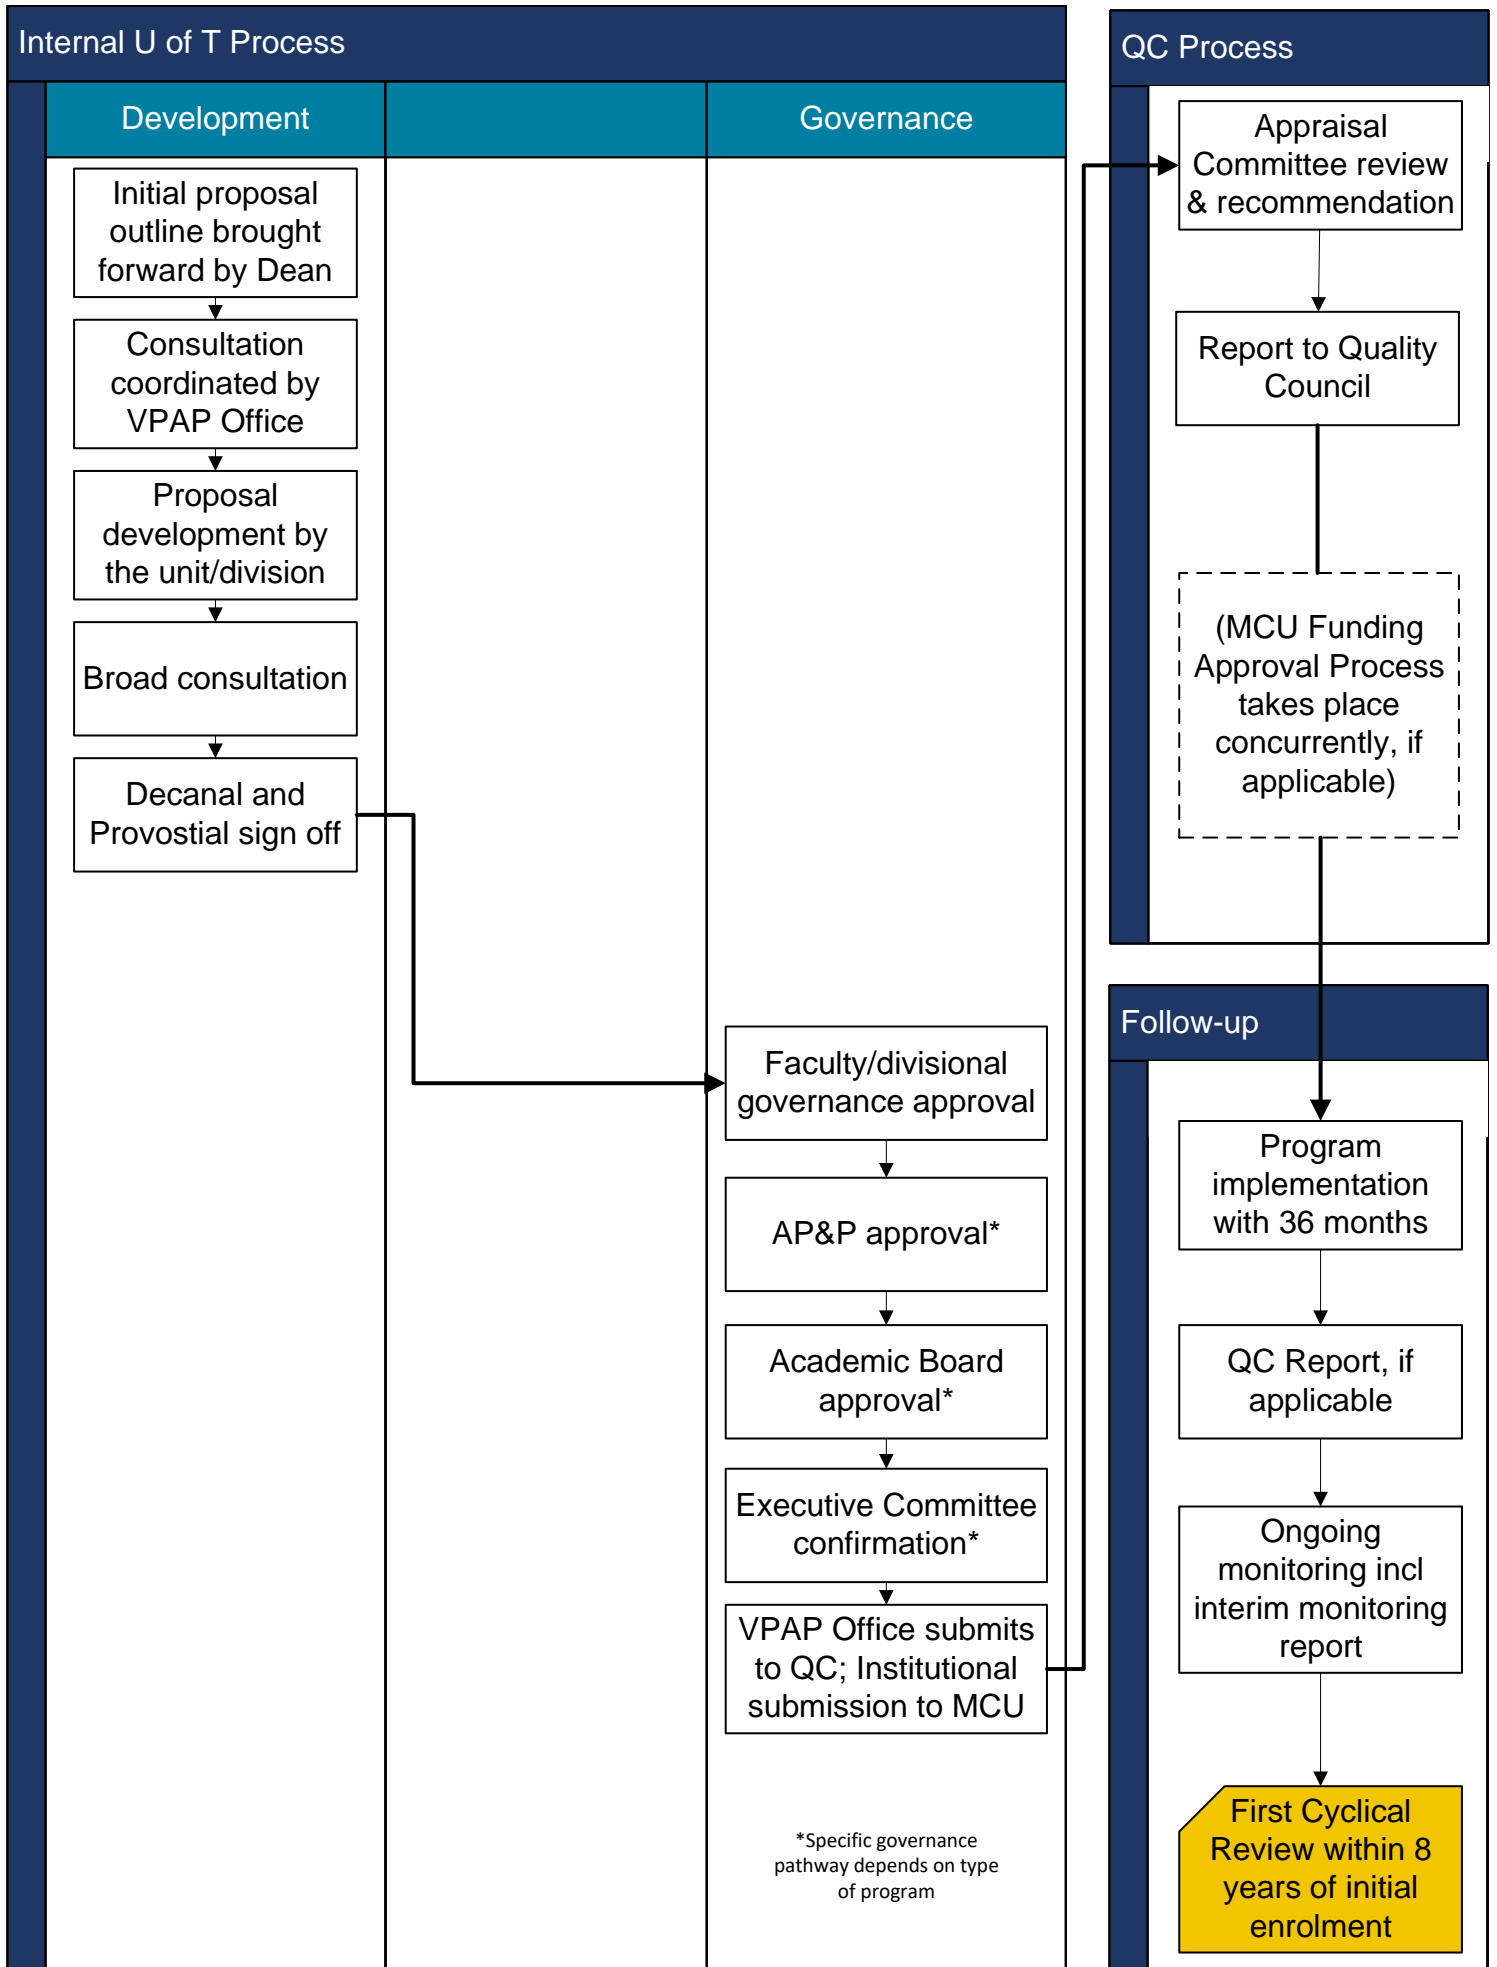 Internal U of T Process
Development
Governance
Initial proposal
outline brought
forward by Dean
Consultation
coordinated by
VPAP Office
Proposal
development by
the unit/division
Broad consultation
Decanal and
Provostial sign off
Faculty/divisional
governance approval
AP&P approval*
Academic Board
approval*
Executive Committee
confirmation*
VPAP Office submits
to QC; Institutional
submission to MCU
*Specific governance
pathway depends on type
of program
QC Process
Appraisal
Committee review
& recommendation
Report to Quality
Council
(MCU Funding
Approval Process
takes place
concurrently, if
applicable)
Follow-up
Program
implementation
with 36 months
QC Report, if
applicable
Ongoing
monitoring incl
interim monitoring
report
First Cyclical
Review within 8
years of initial
enrolment